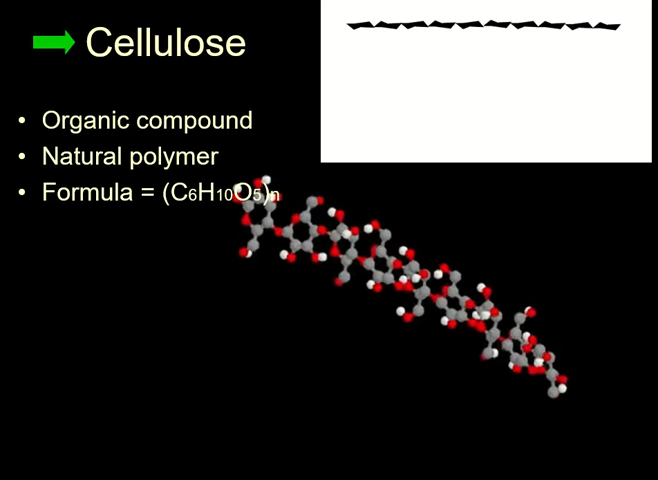 Cellulose
• Organic compound
• Natural polymer
• Formula = (C6H10O5)n